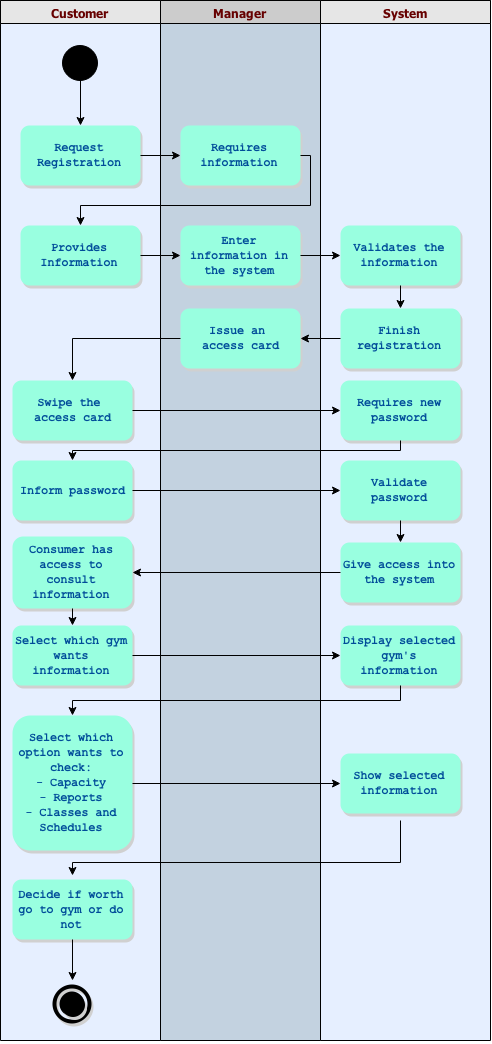 Customer
Manager
System
Request
Registration
Requires
information
Provides
Information
Enter
information in
the system
Validates the
information
Issue an
access card
Finish
registration
Swipe the
access card
Requires new
password
Inform password
Validate
password
Consumer has
access to
consult
information
Give access into
the system
Select which gym
wants
information
Display selected
gym's
information
Select which
option wants to
check:
- Capacity
- Reports
- Classes and
Schedules
Show selected
information
Decide if worth
go to gym or do
not